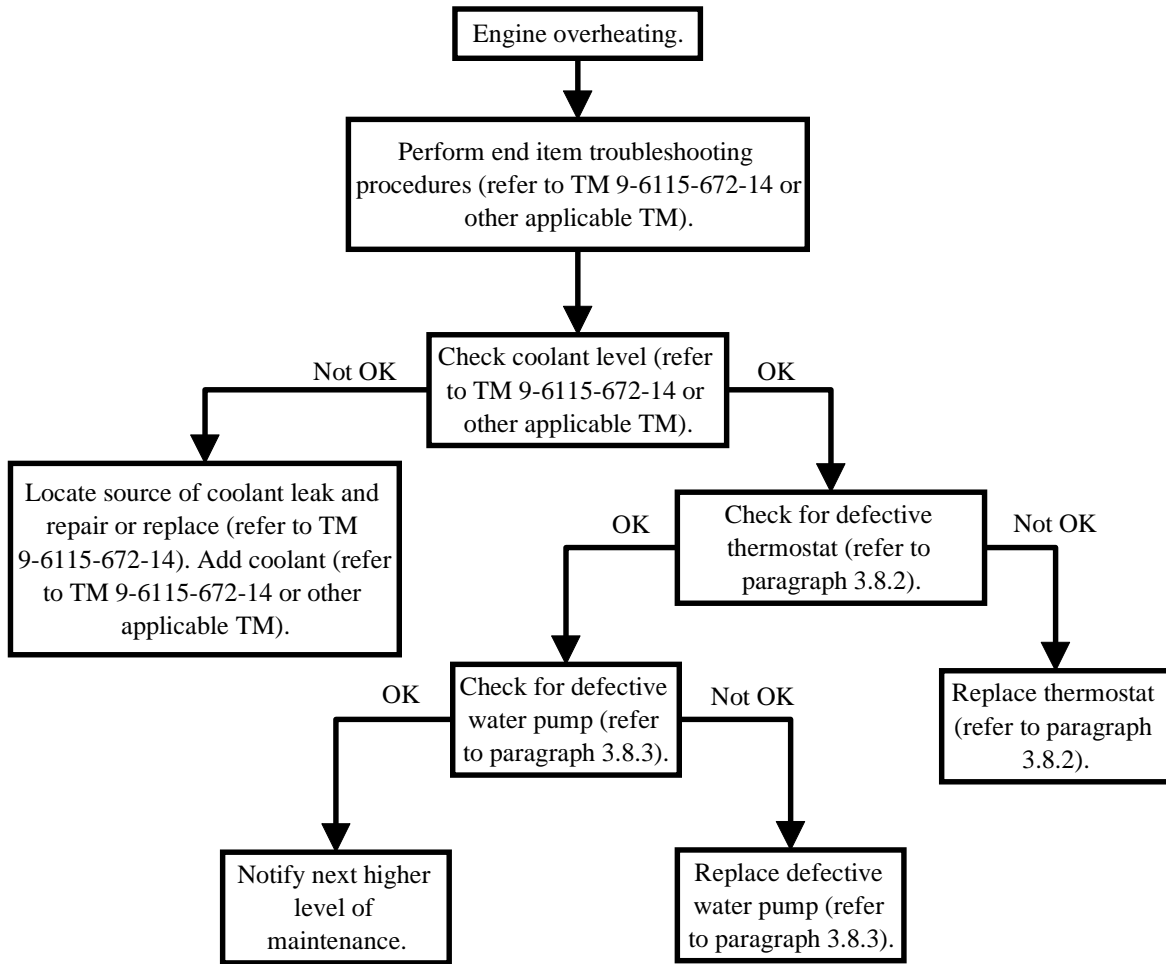 Engine overheating.
Perform end item troubleshooting
procedures (refer to TM 9-6115-672-14 or
other applicable TM).
Check coolant level (refer
to TM 9-6115-672-14 or
other applicable TM).
Not OK
OK
Locate source of coolant leak and
repair or replace (refer to TM
9-6115-672-14). Add coolant (refer
to TM 9-6115-672-14 or other
applicable TM).
Check for defective
thermostat (refer to
paragraph 3.8.2).
OK
Not OK
Check for defective
water pump (refer
to paragraph 3.8.3).
OK
Not OK
Replace thermostat
(refer to paragraph
3.8.2).
Notify next higher
level of
maintenance.
Replace defective
water pump (refer
to paragraph 3.8.3).